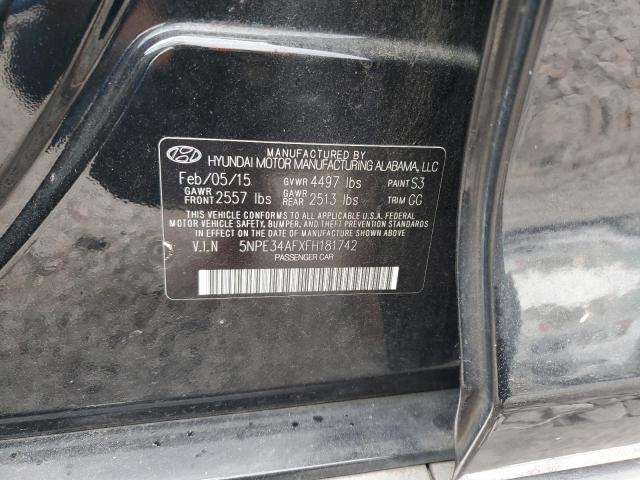 MANUFACTURED BY
HYUNDAI MOTOR MANUFACTURING ALABAMA, LLC
Feb/05/15 GVWR 4497 lbs PAINT S3
GAWR FRONT 2557 lbs GAWR REAR 2513 lbs TRIM GG
THIS VEHICLE CONFORMS TO ALL APPLICABLE U.S.A. FEDERAL
MOTOR VEHICLE SAFETY, BUMPER, AND THEFT PREVENTION STANDARDS
IN EFFECT ON THE DATE OF MANUFACTURE SHOWN ABOVE.
V.I.N 5NPE34AFXFH181742
PASSENGER CAR